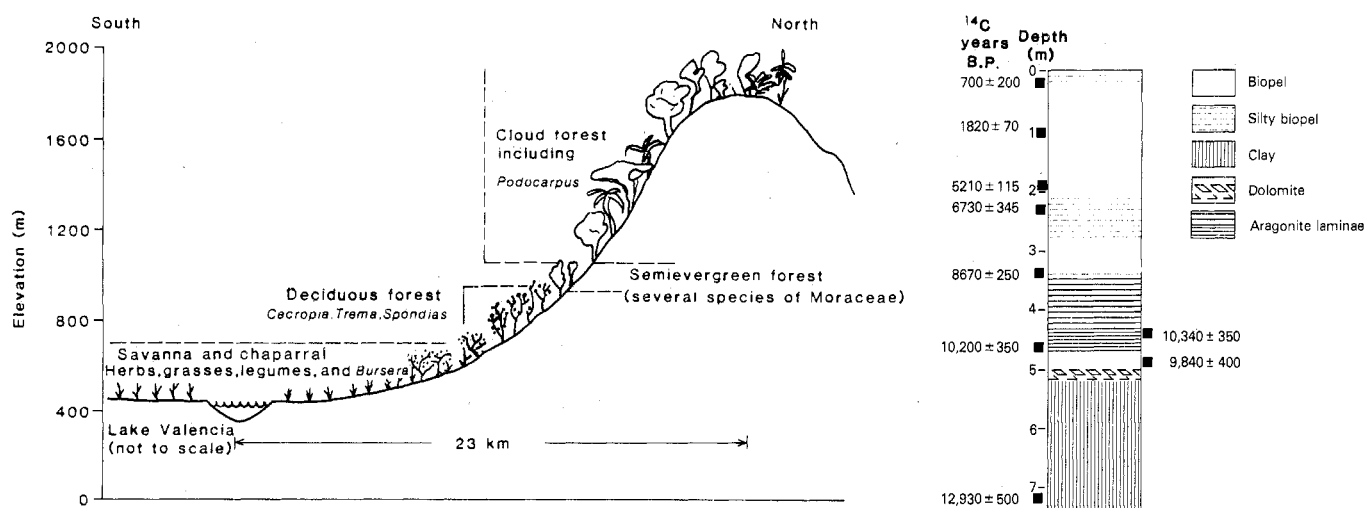 South
North
2000
1600
1200
800
400
0
Elevation (m)
Cloud forest
including
Podocarpus
Semievergreen forest
(several species of Moraceae)
Deciduous forest
Cecropia, Trema, Spondias
Savanna and chaparral
Herbs, grasses, legumes, and Bursera
Lake Valencia
(not to scale)
23 km
14C
years
B.P.
Depth
(m)
0
700 ± 200
1820 ± 70
1
5210 ± 115
2
6730 ± 345
3
8670 ± 250
4
10,340 ± 350
10,200 ± 350
9,840 ± 400
5
6
7
12,930 ± 500
Biopel
Silty biopel
Clay
Dolomite
Aragonite laminae